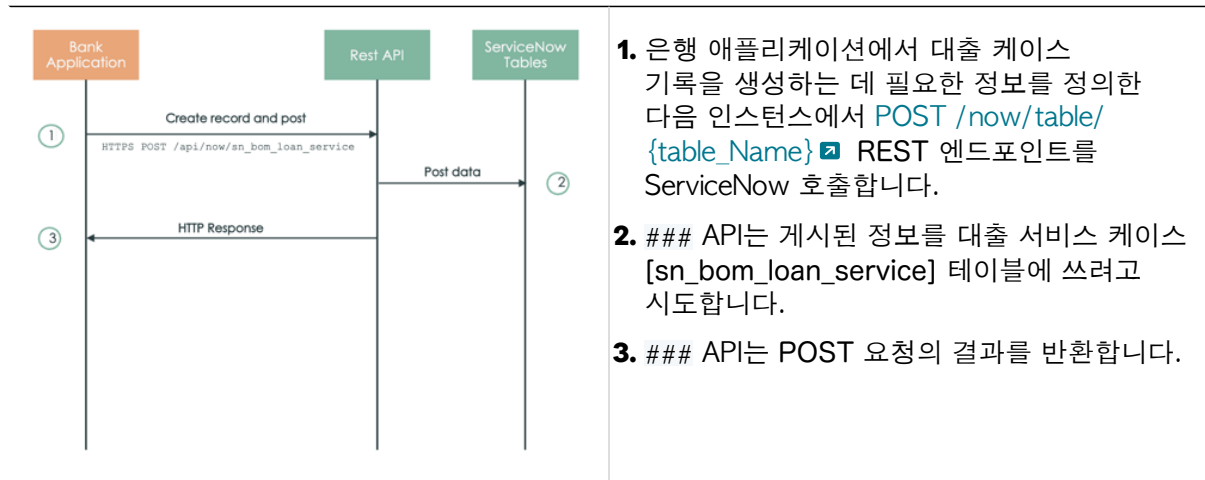 Bank
Application
Rest API
ServiceNow
Tables
1
Create record and post
HTTPS POST /api/now/sn_bom_loan_service
Post data
2
3
HTTP Response
1. 은행 애플리케이션에서 대출 케이스
기록을 생성하는 데 필요한 정보를 정의한
다음 인스턴스에서 POST /now/table/
{table_Name} REST 엔드포인트를
ServiceNow 호출합니다.
2. ### API는 게시된 정보를 대출 서비스 케이스
[sn_bom_loan_service] 테이블에 쓰려고
시도합니다.
3. ### API는 POST 요청의 결과를 반환합니다.